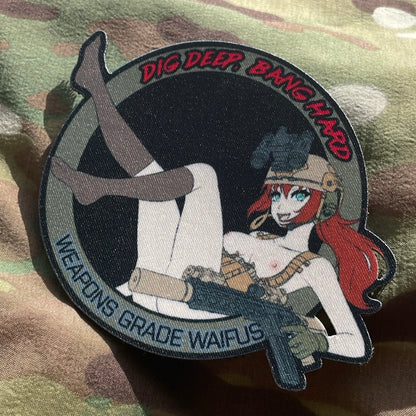 DIG DEEP, BANG HARD
WEAPONS GRADE WAIFUS